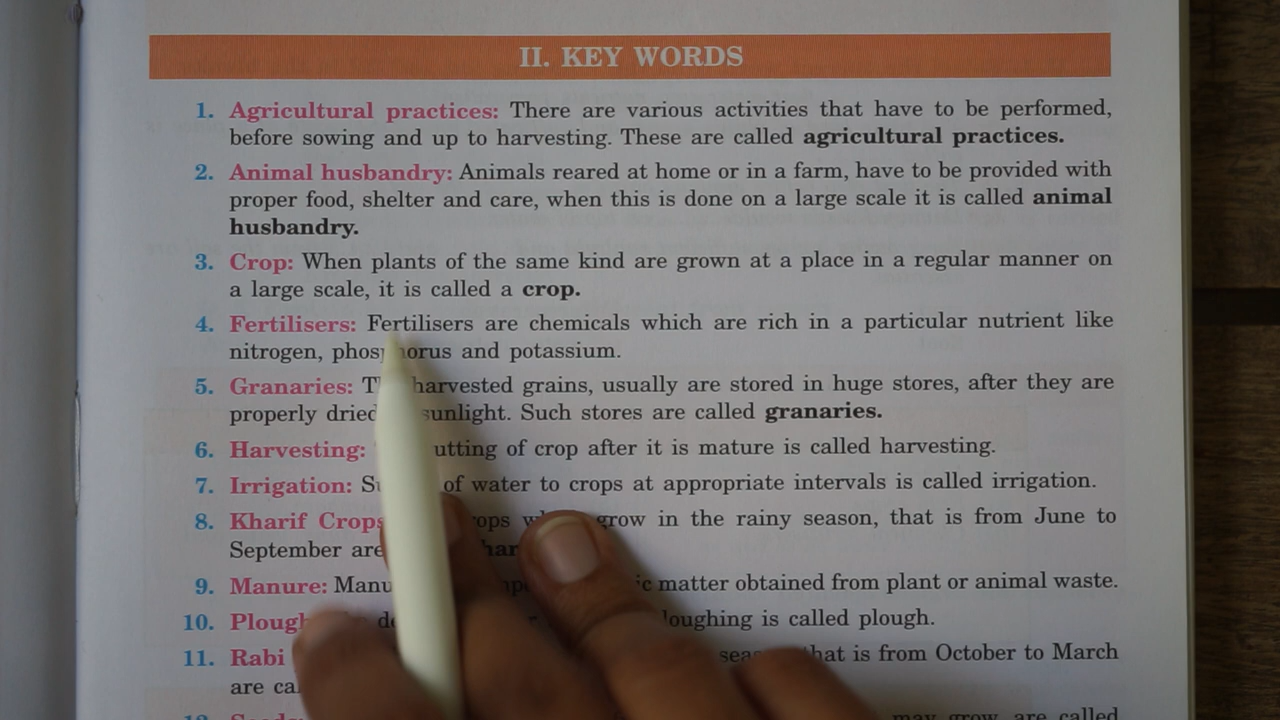 II. KEY WORDS
1. Agricultural practices: There are various activities that have to be performed,
before sowing and up to harvesting. These are called agricultural practices.
2. Animal husbandry: Animals reared at home or in a farm, have to be provided with
proper food, shelter and care, when this is done on a large scale it is called animal
husbandry.
3. Crop: When plants of the same kind are grown at a place in a regular manner on
a large scale, it is called a crop.
4. Fertilisers: Fertilisers are chemicals which are rich in a particular nutrient like
nitrogen, phosphorus and potassium.
5. Granaries: The harvested grains, usually are stored in huge stores, after they are
properly dried sunlight. Such stores are called granaries.
6. Harvesting: cutting of crop after it is mature is called harvesting.
7. Irrigation: of water to crops at appropriate intervals is called irrigation.
8. Kharif Crops grow in the rainy season, that is from June to
September are
9. Manure: matter obtained from plant or animal waste.
10. Plough ploughing is called plough.
11. Rabi that is from October to March
are
may grow are called